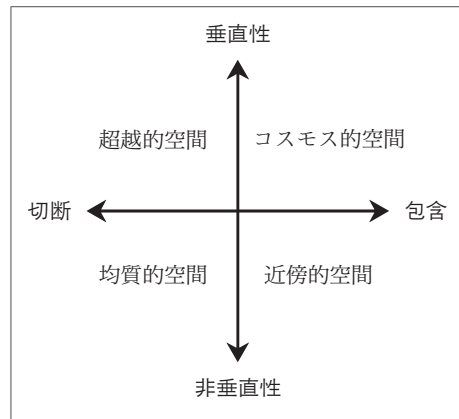 垂直性
超越的空間 コスモス的空間
切断 包含
均質的空間 近傍的空間
非垂直性